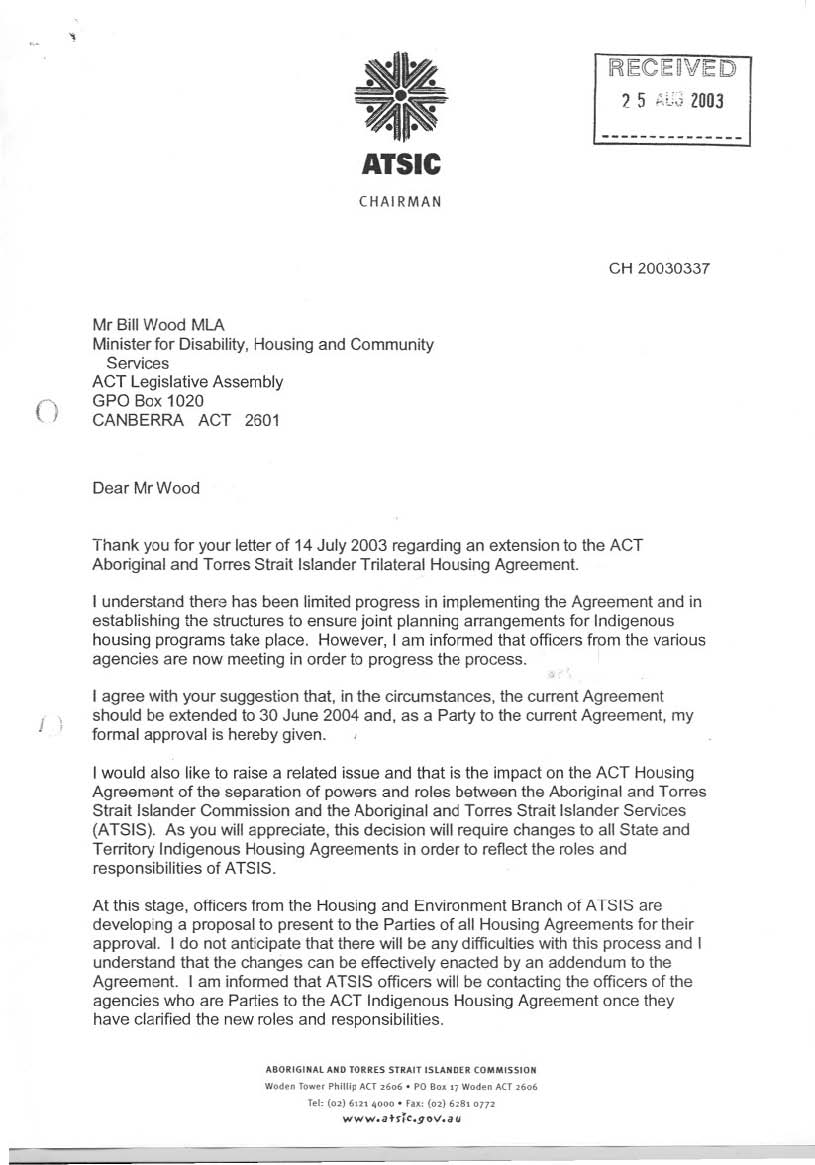 RECEIVED
25 AUG 2003
ATSIC
CHAIRMAN
CH 20030337
Mr Bill Wood MLA
Minister for Disability, Housing and Community
Services
ACT Legislative Assembly
GPO Box 1020
CANBERRA ACT 2601
Dear Mr Wood
Thank you for your letter of 14 July 2003 regarding an extension to the ACT
Aboriginal and Torres Strait Islander Trilateral Housing Agreement.
I understand there has been limited progress in implementing the Agreement and in
establishing the structures to ensure joint planning arrangements for Indigenous
housing programs take place. However, I am informed that officers from the various
agencies are now meeting in order to progress the process.
I agree with your suggestion that, in the circumstances, the current Agreement
should be extended to 30 June 2004 and, as a Party to the current Agreement, my
formal approval is hereby given.
I would also like to raise a related issue and that is the impact on the ACT Housing
Agreement of the separation of powers and roles between the Aboriginal and Torres
Strait Islander Commission and the Aboriginal and Torres Strait Islander Services
(ATSIS). As you will appreciate, this decision will require changes to all State and
Territory Indigenous Housing Agreements in order to reflect the roles and
responsibilities of ATSIS.
At this stage, officers from the Housing and Environment Branch of ATSIS are
developing a proposal to present to the Parties of all Housing Agreements for their
approval. I do not anticipate that there will be any difficulties with this process and I
understand that the changes can be effectively enacted by an addendum to the
Agreement. I am informed that ATSIS officers will be contacting the officers of the
agencies who are Parties to the ACT Indigenous Housing Agreement once they
have clarified the new roles and responsibilities.
ABORIGINAL AND TORRES STRAIT ISLANDER COMMISSION
Woden Tower Phillip ACT 2606 • PO Box 17 Woden ACT 2606
Tel: (02) 6121 4000 • Fax: (02) 6281 0772
www.atsic.gov.au